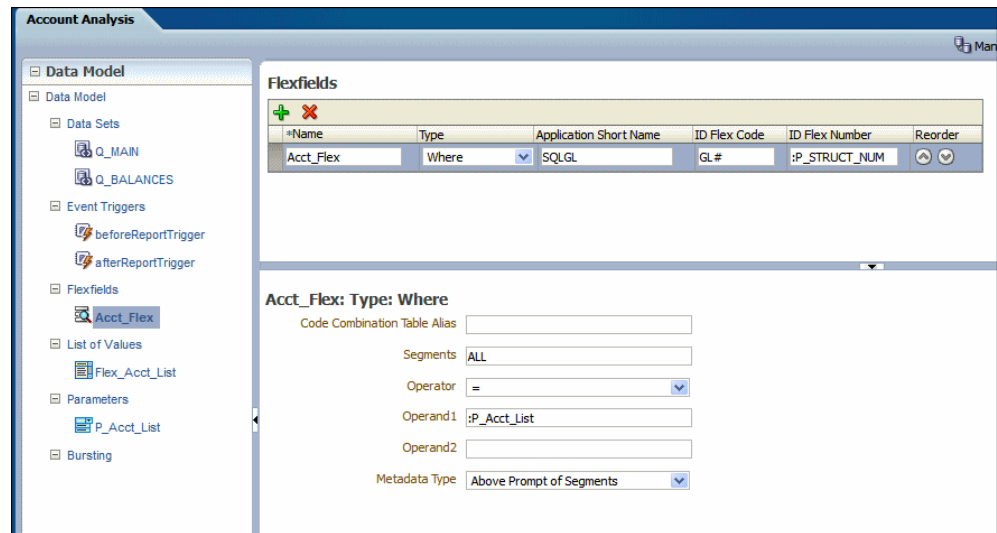 Account Analysis
Man
Data Model
Data Model
Data Sets
Q_MAIN
Q_BALANCES
Event Triggers
beforeReportTrigger
afterReportTrigger
Flexfields
Acct_Flex
List of Values
Flex_Acct_List
Parameters
P_Acct_List
Bursting
Flexfields
*Name Type Application Short Name ID Flex Code ID Flex Number Reorder
Acct_Flex Where SQLGL GL# :P_STRUCT_NUM
Acct_Flex: Type: Where
Code Combination Table Alias
Segments ALL
Operator =
Operand1 :P_Acct_List
Operand2
Metadata Type Above Prompt of Segments